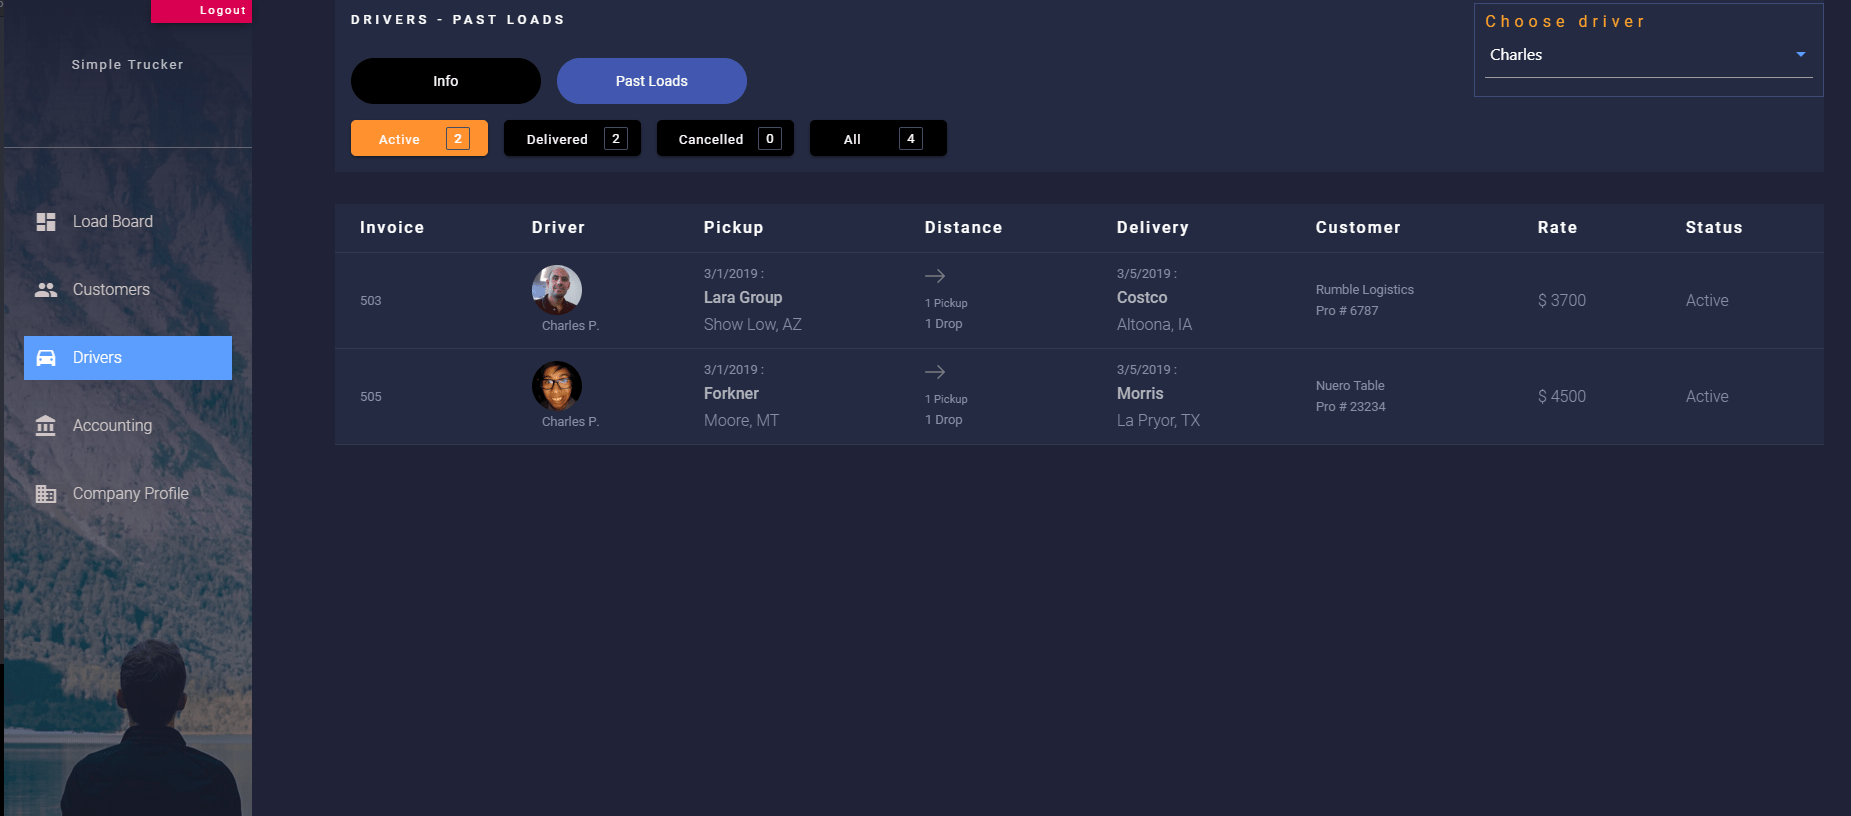 Logout
Simple Trucker
Load Board
Customers
Drivers
Accounting
Company Profile
DRIVERS - PAST LOADS
Choose driver
Charles
Info
Past Loads
Active 2
Delivered 2
Cancelled 0
All 4
Invoice Driver Pickup Distance Delivery Customer Rate Status
503
Charles P.
3/1/2019 :
Lara Group
Show Low, AZ
1 Pickup
1 Drop
3/5/2019 :
Costco
Altoona, IA
Rumble Logistics
Pro # 6787
$ 3700
Active
505
Charles P.
3/1/2019 :
Forkner
Moore, MT
1 Pickup
1 Drop
3/5/2019 :
Morris
La Pryor, TX
Nuero Table
Pro # 23234
$ 4500
Active